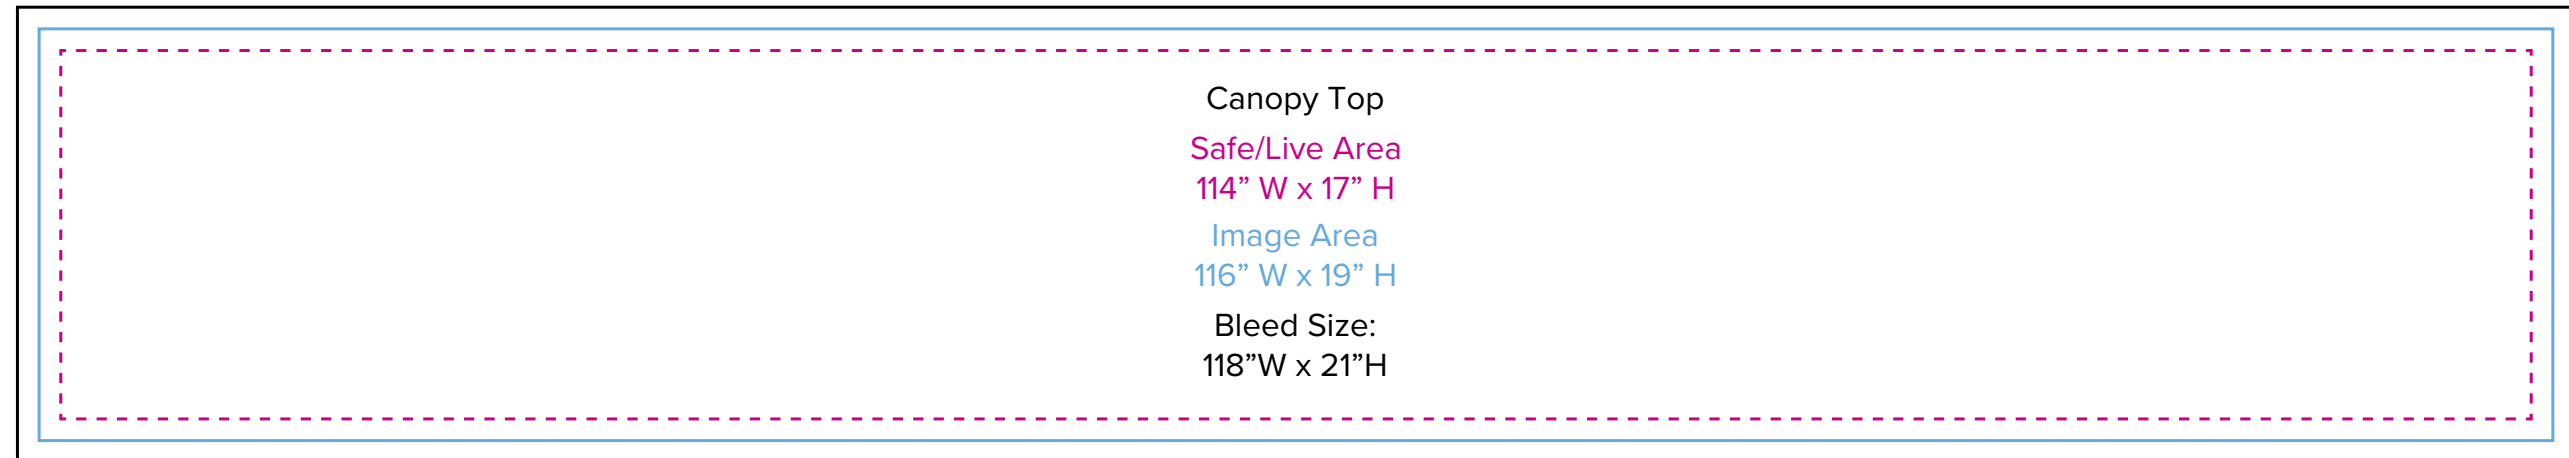 Canopy Top
Safe/Live Area
114” W x 17” H
Image Area
116” W x 19” H
Bleed Size:
118”W x 21”H